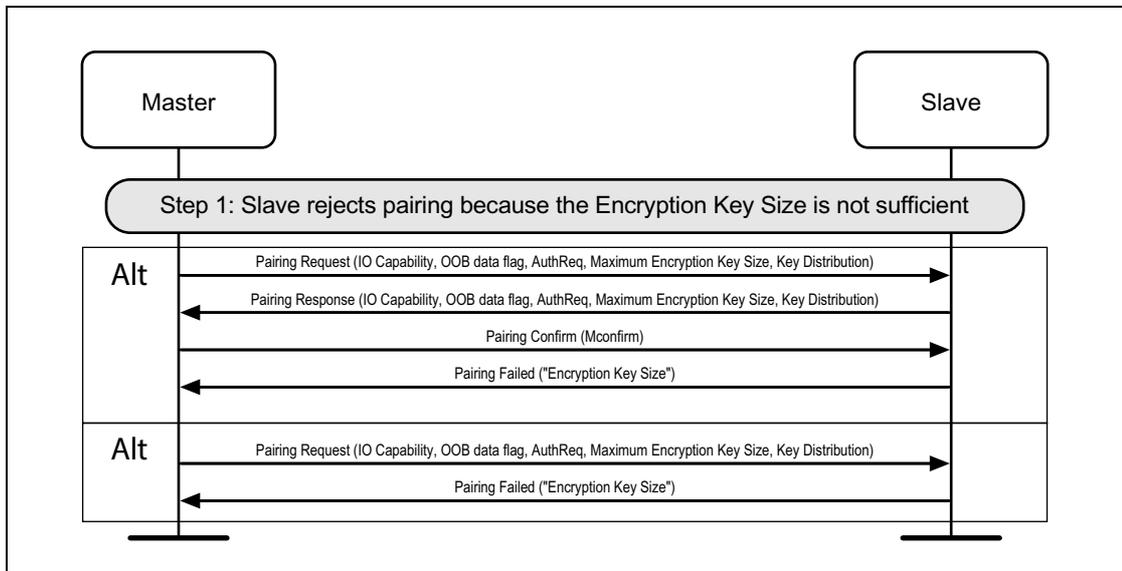 Master
Slave
Step 1: Slave rejects pairing because the Encryption Key Size is not sufficient
Alt
Pairing Request (IO Capability, OOB data flag, AuthReq, Maximum Encryption Key Size, Key Distribution)
Pairing Response (IO Capability, OOB data flag, AuthReq, Maximum Encryption Key Size, Key Distribution)
Pairing Confirm (Mconfirm)
Pairing Failed ("Encryption Key Size")
Alt
Pairing Request (IO Capability, OOB data flag, AuthReq, Maximum Encryption Key Size, Key Distribution)
Pairing Failed ("Encryption Key Size")